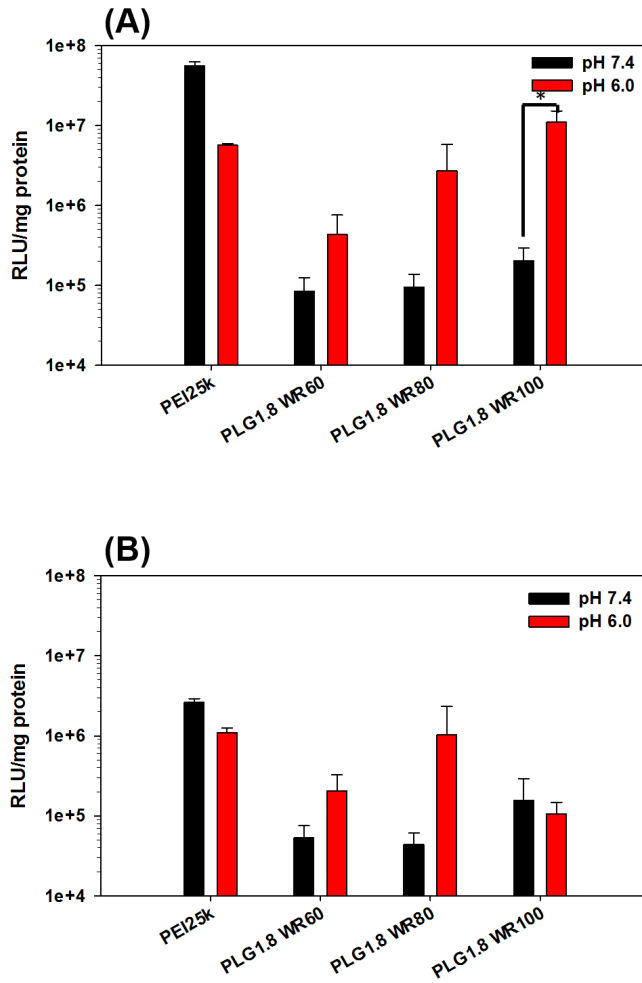 (A)
1e+8
1e+7
1e+6
1e+5
1e+4
RLU/mg protein
pH 7.4
pH 6.0
*
PEI25k
PLG1.8 WR60
PLG1.8 WR80
PLG1.8 WR100
(B)
1e+8
1e+7
1e+6
1e+5
1e+4
RLU/mg protein
pH 7.4
pH 6.0
PEI25k
PLG1.8 WR60
PLG1.8 WR80
PLG1.8 WR100